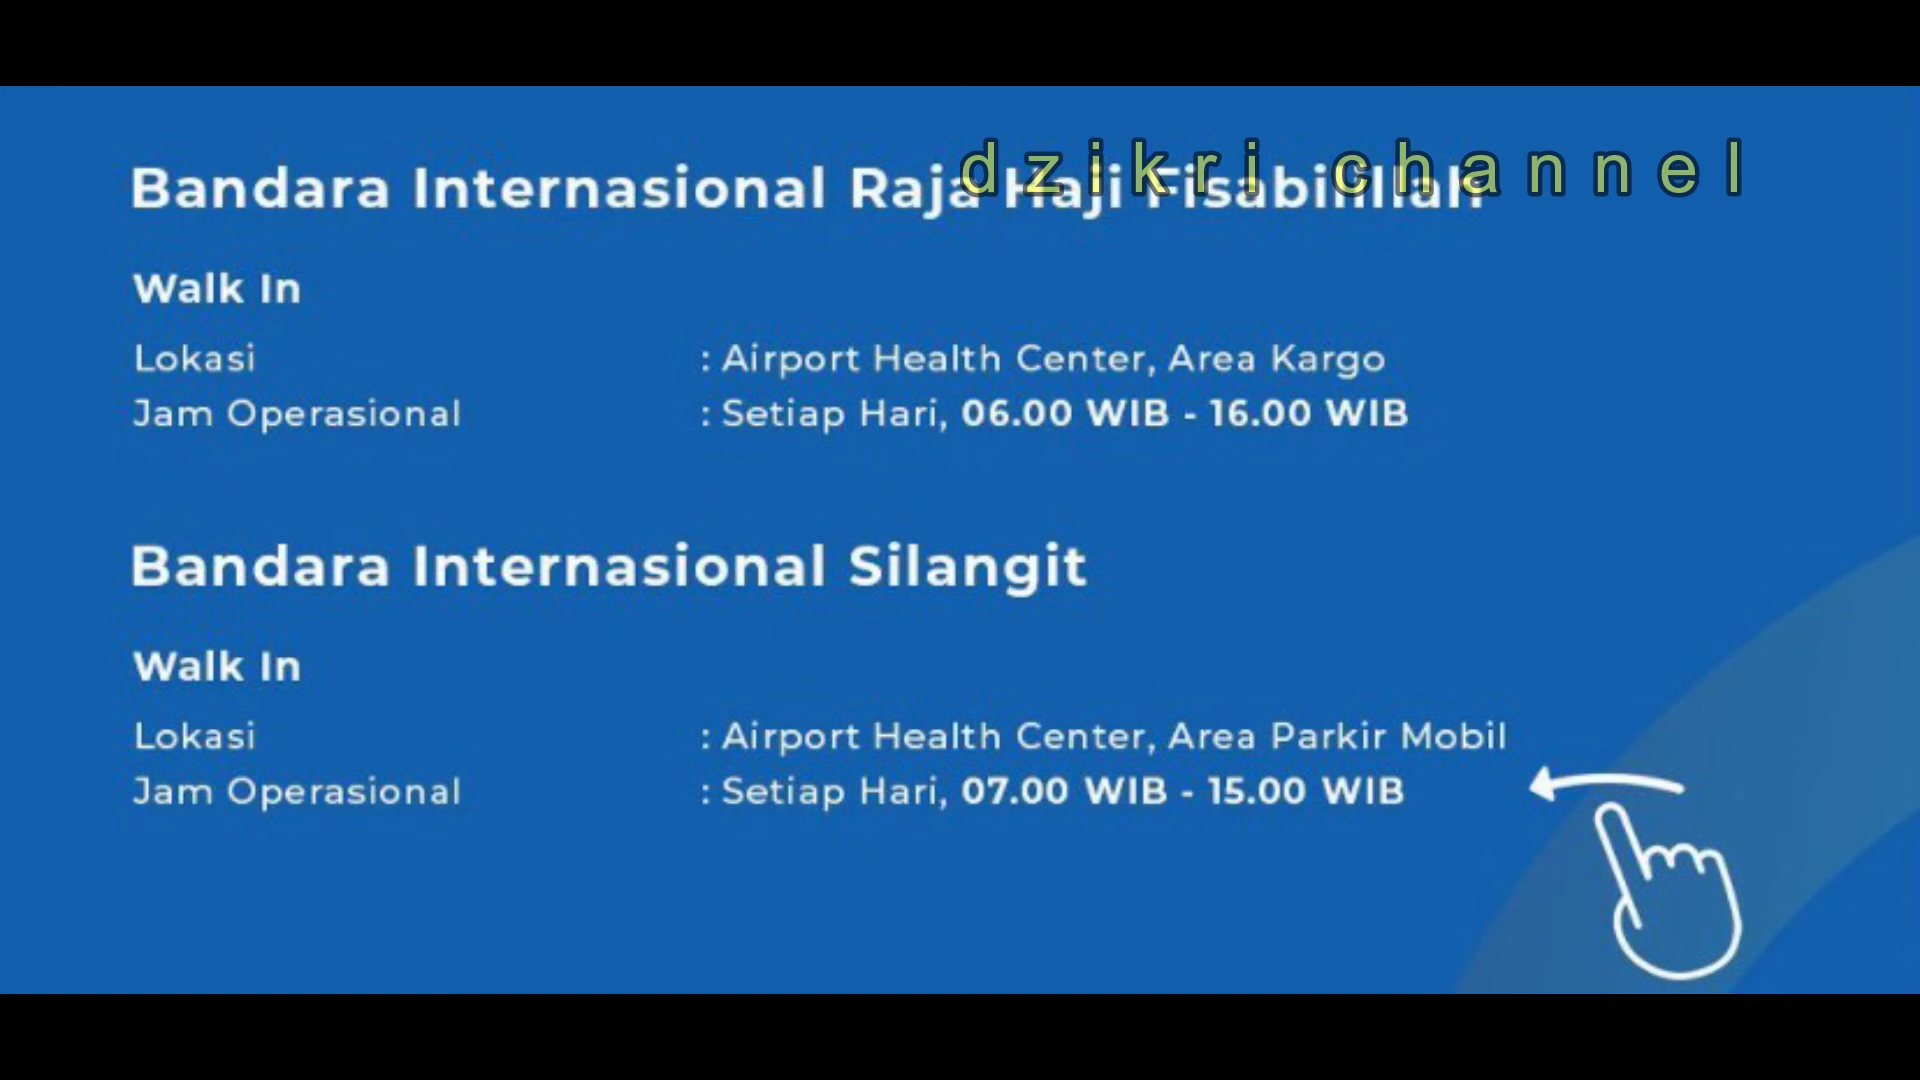 dzikri channel
Bandara Internasional Raja Haji Fisabilillah
Walk In
Lokasi : Airport Health Center, Area Kargo
Jam Operasional : Setiap Hari, 06.00 WIB - 16.00 WIB
Bandara Internasional Silangit
Walk In
Lokasi : Airport Health Center, Area Parkir Mobil
Jam Operasional : Setiap Hari, 07.00 WIB - 15.00 WIB